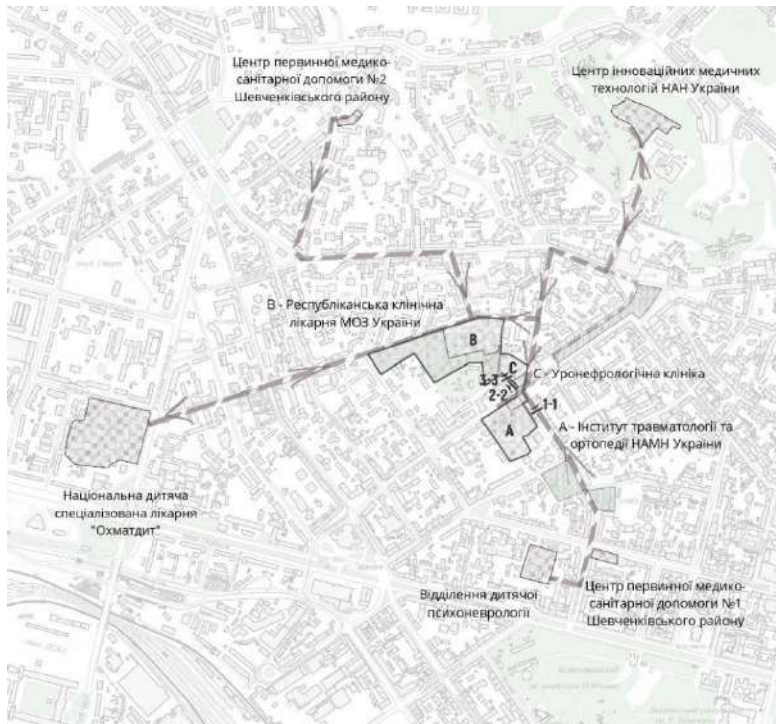 Центр первинної медико-
санітарної допомоги №2
Шевченківського району
Центр інноваційних медичних
технологій НАН України
В - Республіканська клінічна
лікарня МОЗ України
B
C
3-3
2-2
С - Уронефрологічна клініка
1-1
A
А - Інститут травматології та
ортопедії НАМН України
Національна дитяча
спеціалізована лікарня
"Охматдит"
Відділення дитячої
психоневрології
Центр первинної медико-
санітарної допомоги №1
Шевченківського району